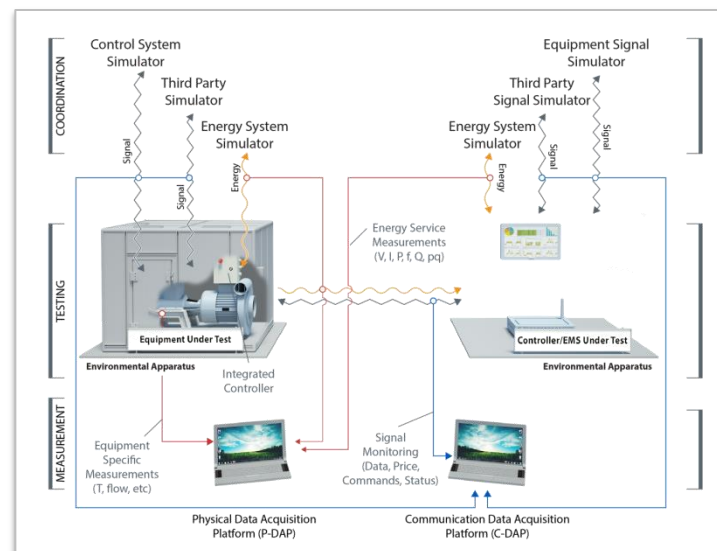 COORDINATION
Control System
Simulator
Third Party
Simulator
Energy System
Simulator
Signal
Signal
Energy
Equipment Signal
Simulator
Third Party
Signal Simulator
Energy System
Simulator
Energy
Signal
Signal
TESTING
Energy Service
Measurements
(V, I, P, f, Q, pq)
Equipment Under Test
Environmental Apparatus
Integrated
Controller
Controller/EMS Under Test
Environmental Apparatus
MEASUREMENT
Equipment
Specific
Measurements
(T, flow, etc)
Signal
Monitoring
(Data, Price,
Commands, Status)
Physical Data Acquisition
Platform (P-DAP)
Communication Data Acquisition
Platform (C-DAP)